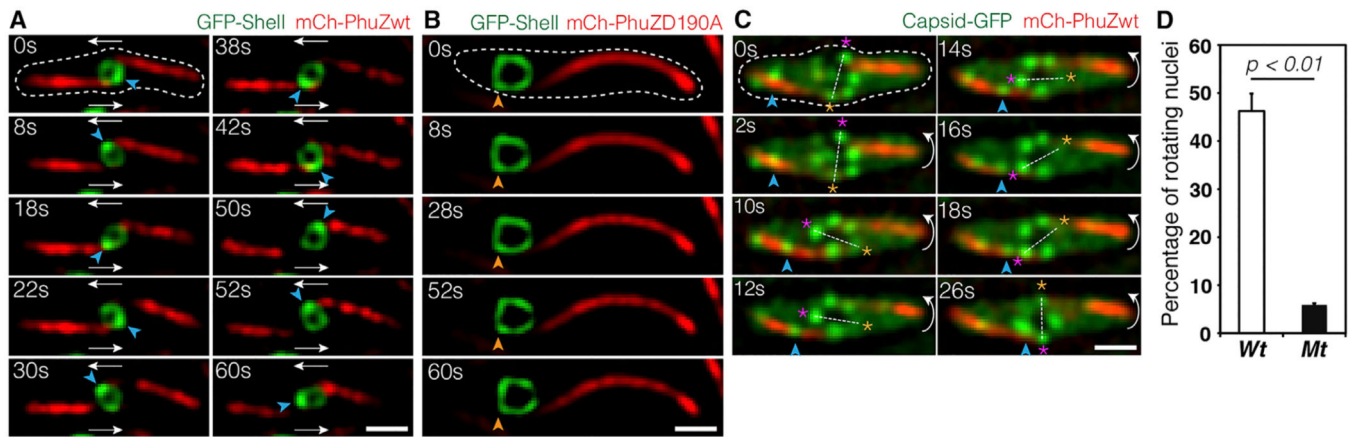 A
GFP-Shell mCh-PhuZwt
0s
8s
18s
22s
30s
38s
42s
50s
52s
60s
B
GFP-Shell mCh-PhuZD190A
0s
8s
28s
52s
60s
C
Capsid-GFP mCh-PhuZwt
0s
2s
10s
12s
14s
16s
18s
26s
D
Percentage of rotating nuclei
60
50
40
30
20
10
0
p < 0.01
Wt Mt